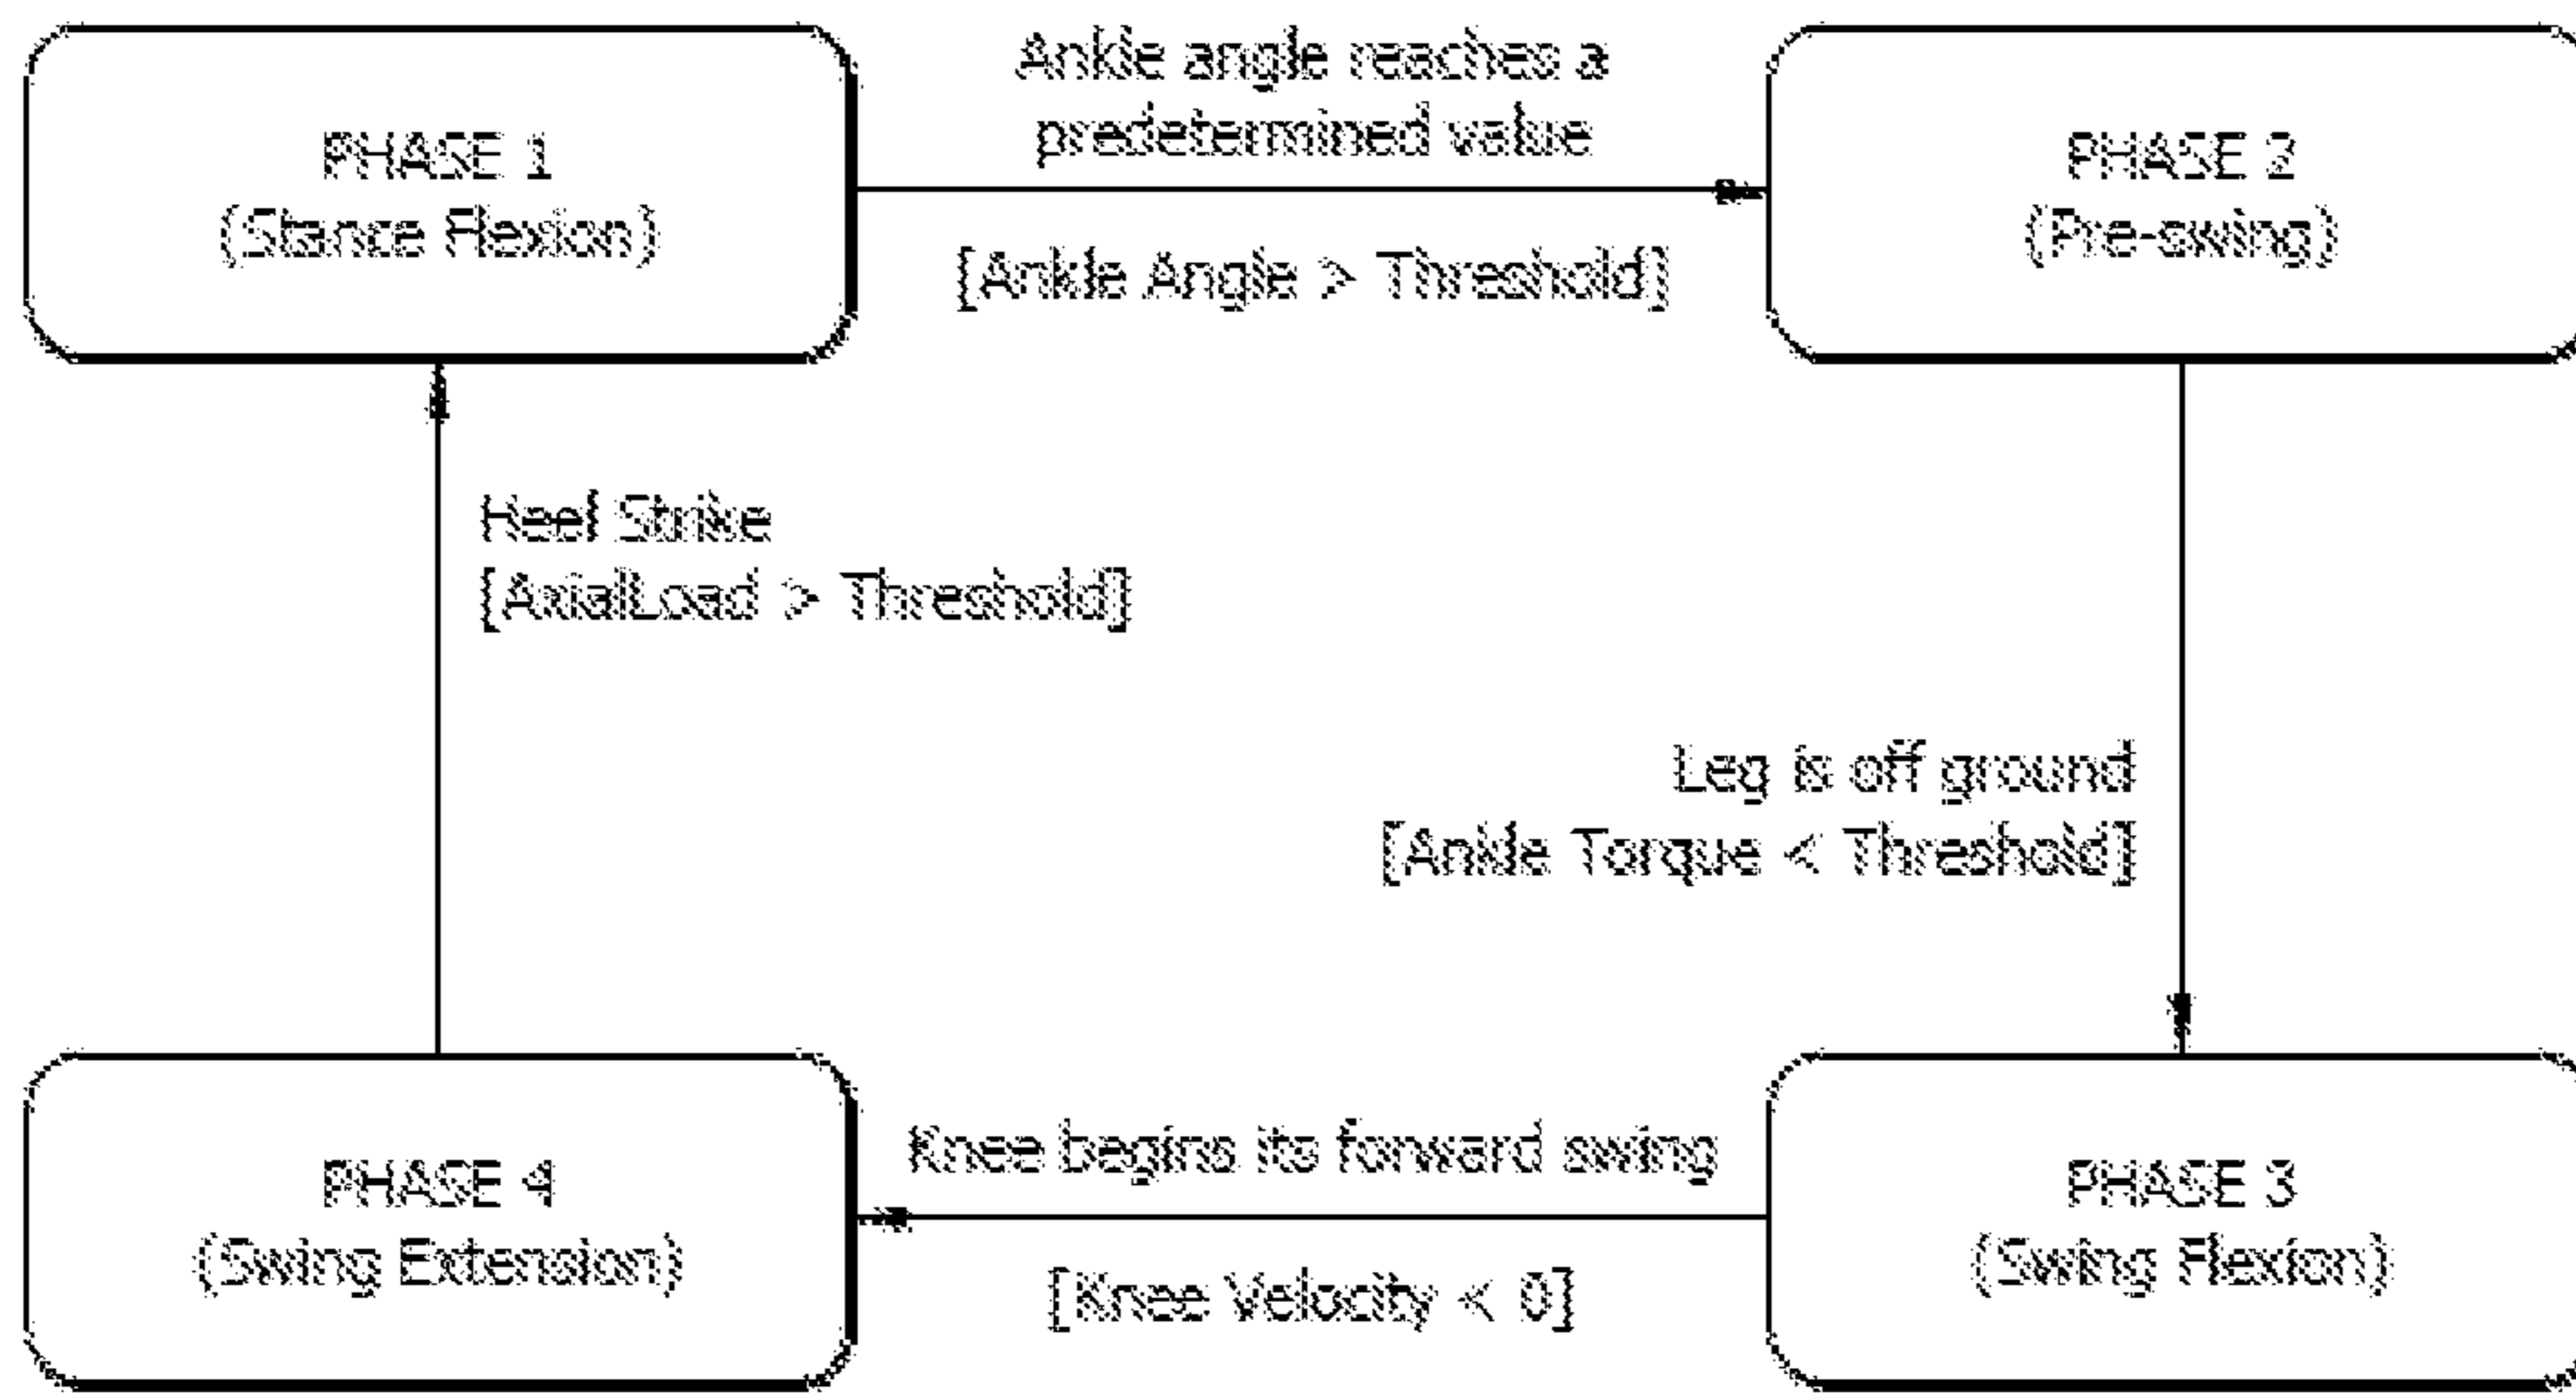 PHASE 1
(Stance Flexion)
Ankle angle reaches a
predetermined value
[Ankle Angle > Threshold]
PHASE 2
(Pre-swing)
Heel Strike
[AxialLoad > Threshold]
Leg is off ground
[Ankle Torque < Threshold]
PHASE 4
(Swing Extension)
Knee begins its forward swing
[Knee Velocity < 0]
PHASE 3
(Swing Flexion)